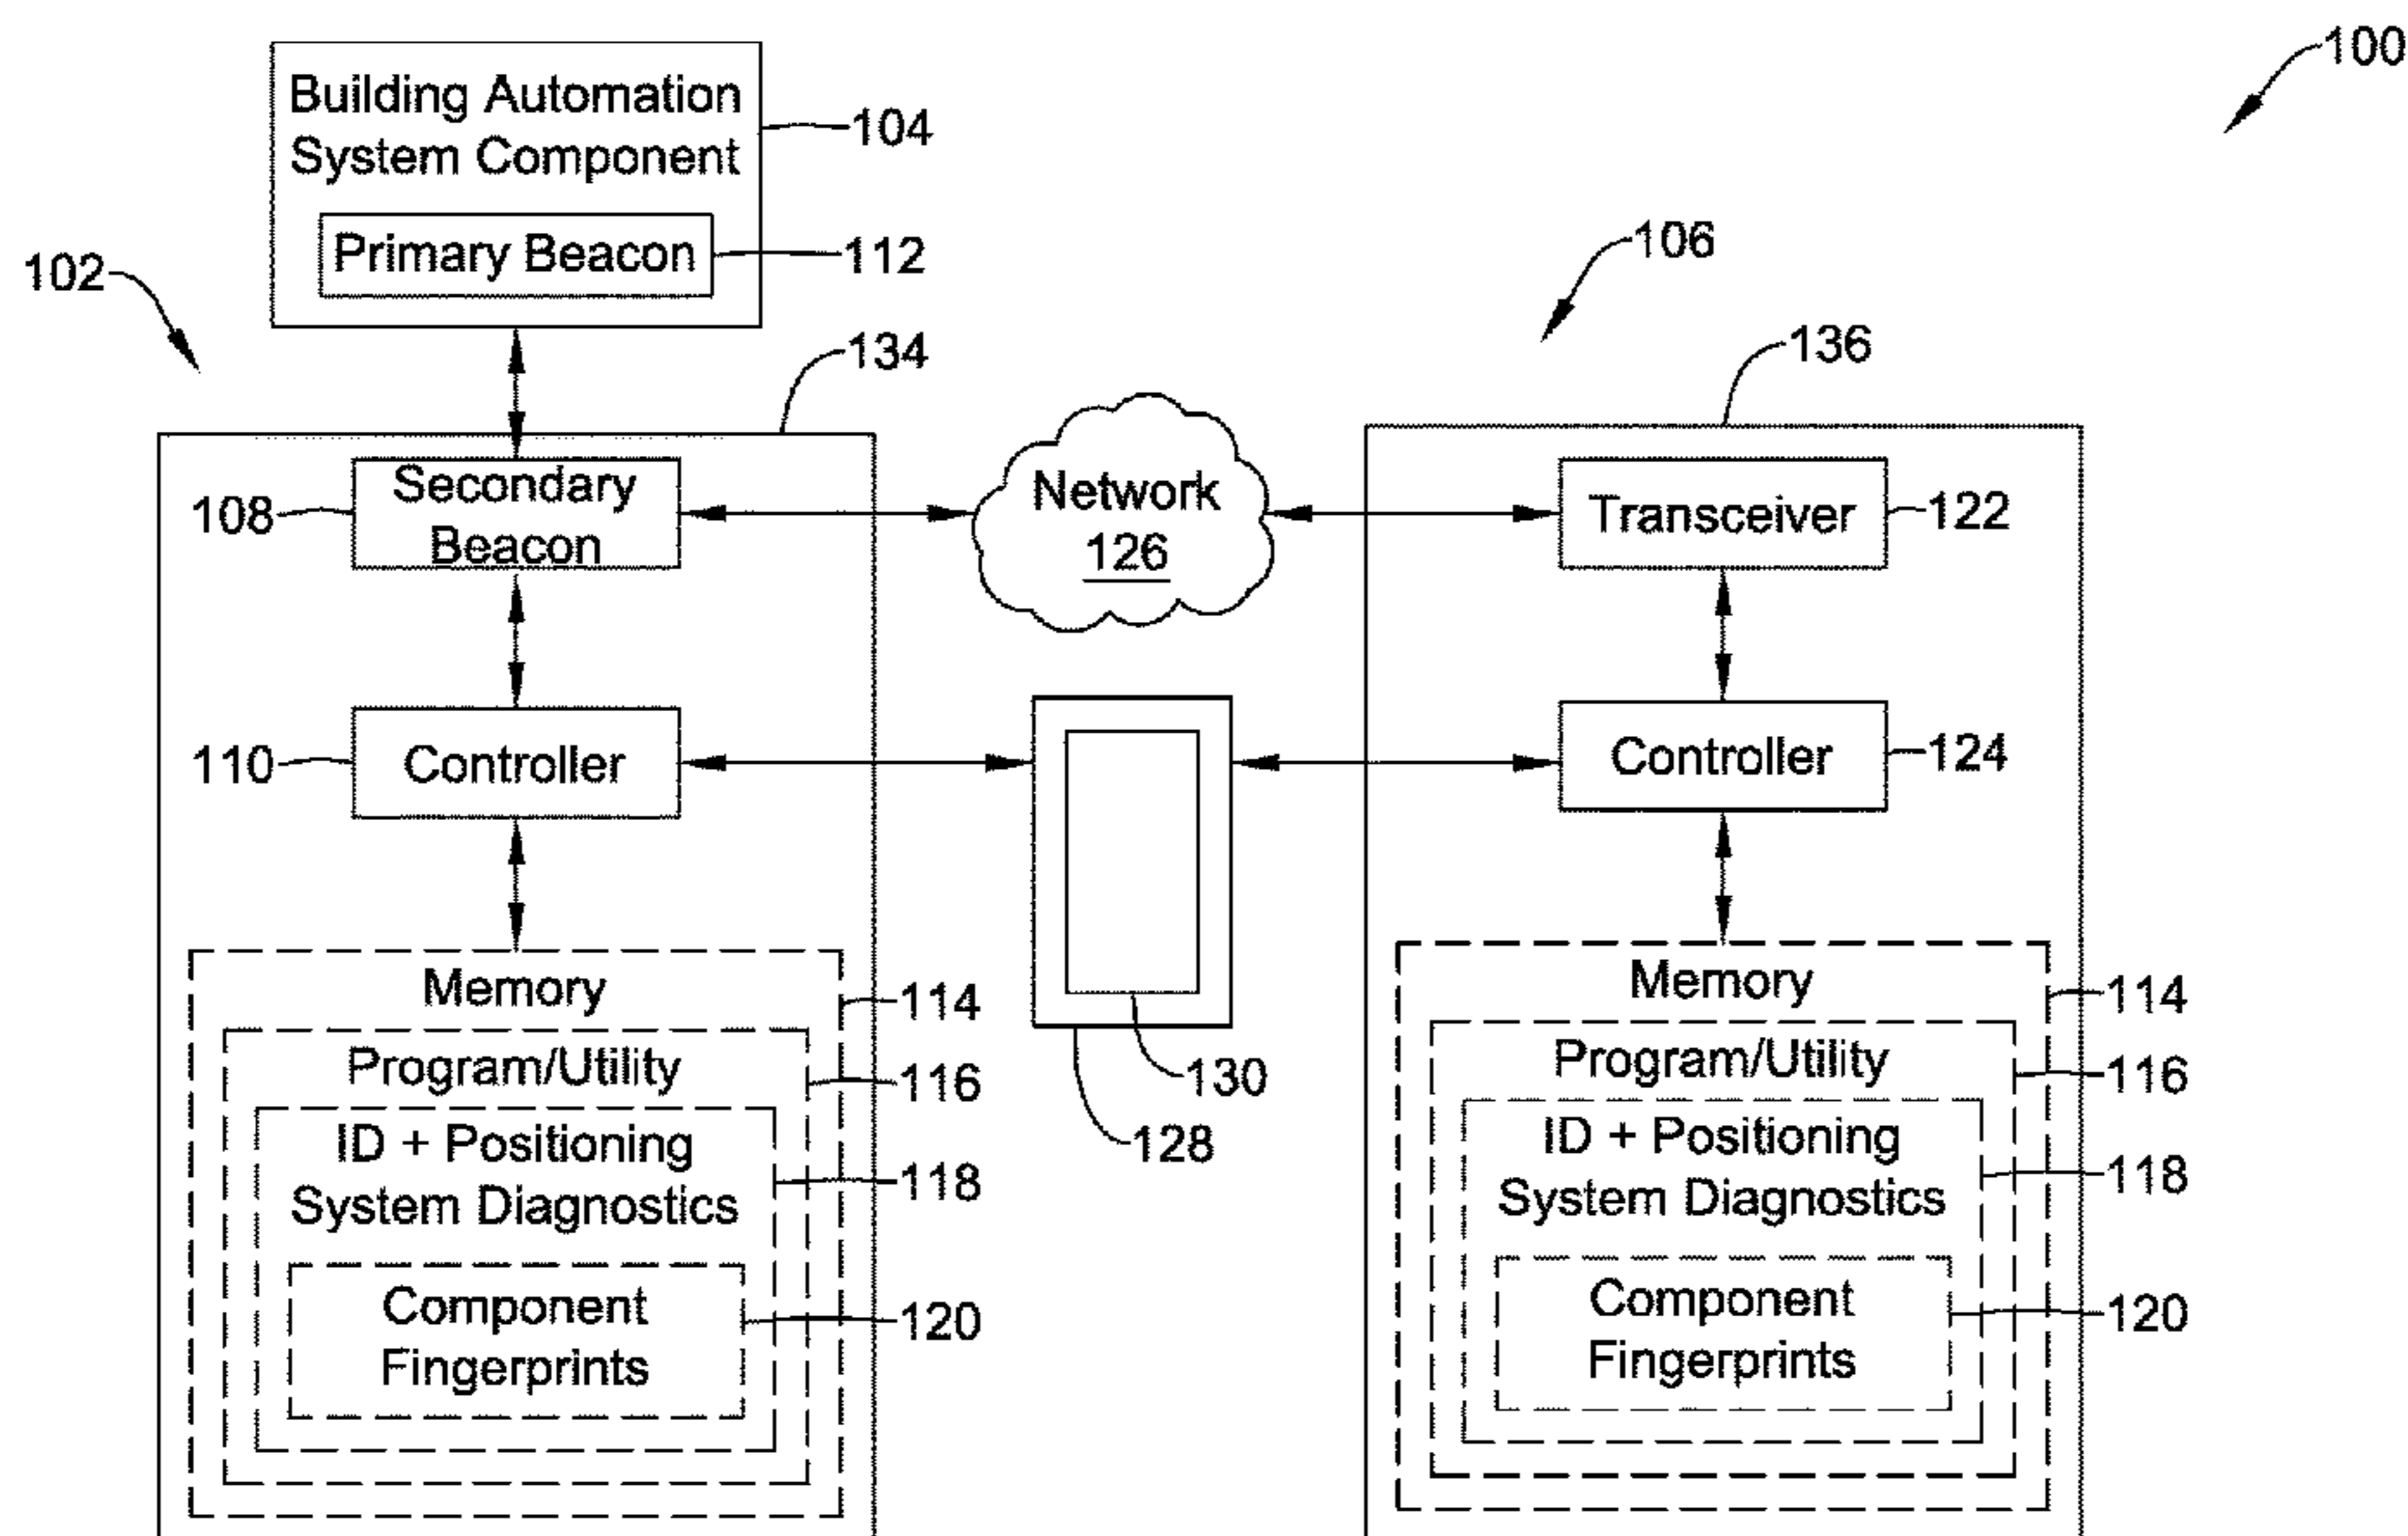 100
Building Automation
System Component
104
Primary Beacon
112
102
106
134
136
Secondary
Beacon
108
Network
126
Transceiver
122
110
Controller
Controller
124
Memory
114
Program/Utility
116
ID + Positioning
System Diagnostics
118
Component
Fingerprints
120
130
128
Memory
114
Program/Utility
116
ID + Positioning
System Diagnostics
118
Component
Fingerprints
120